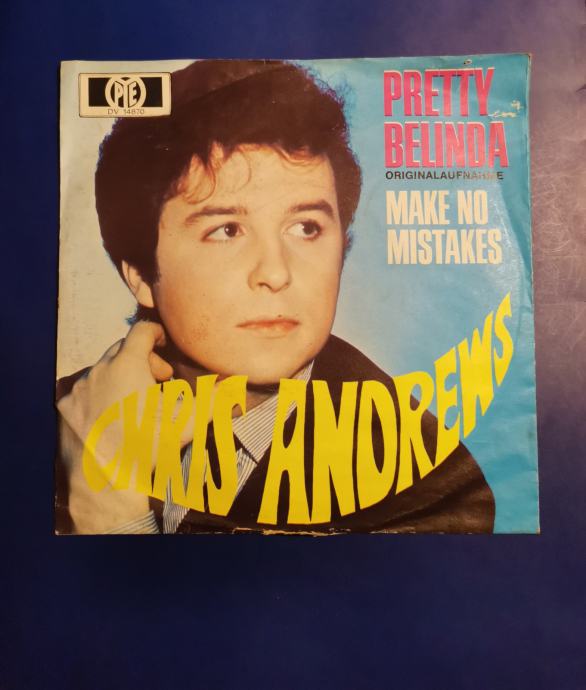 PYE
DV 14870
PRETTY
BELINDA
ORIGINALAUFNAHME
MAKE NO
MISTAKES
CHRIS ANDREWS